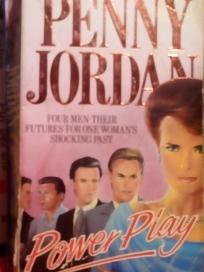 PENNY
JORDAN
FOUR MEN-THEIR
FUTURES FOR ONE WOMAN'S
SHOCKING PAST
Power Play